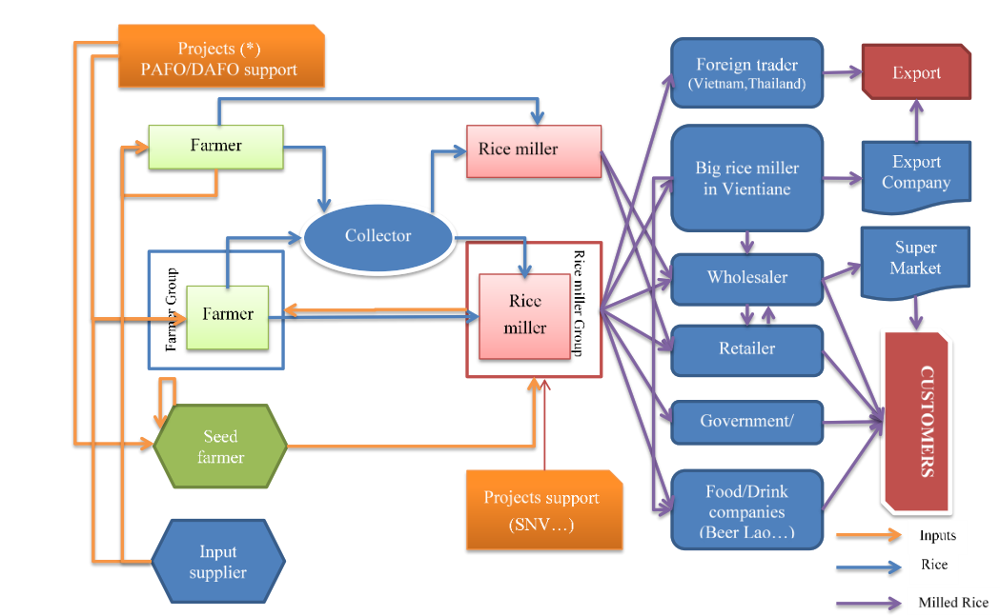 Projects (*)
PAFO/DAFO support
Farmer
Rice miller
Collector
Farmer Group
Farmer
Rice
miller
Rice miller Group
Seed
farmer
Input
supplier
Projects support
(SNV…)
Foreign trader
(Vietnam,Thailand)
Big rice miller
in Vientiane
Wholesaler
Retailer
Government/
Food/Drink
companies
(Beer Lao…)
Export
Export
Company
Super
Market
CUSTOMERS
Inputs
Rice
Milled Rice